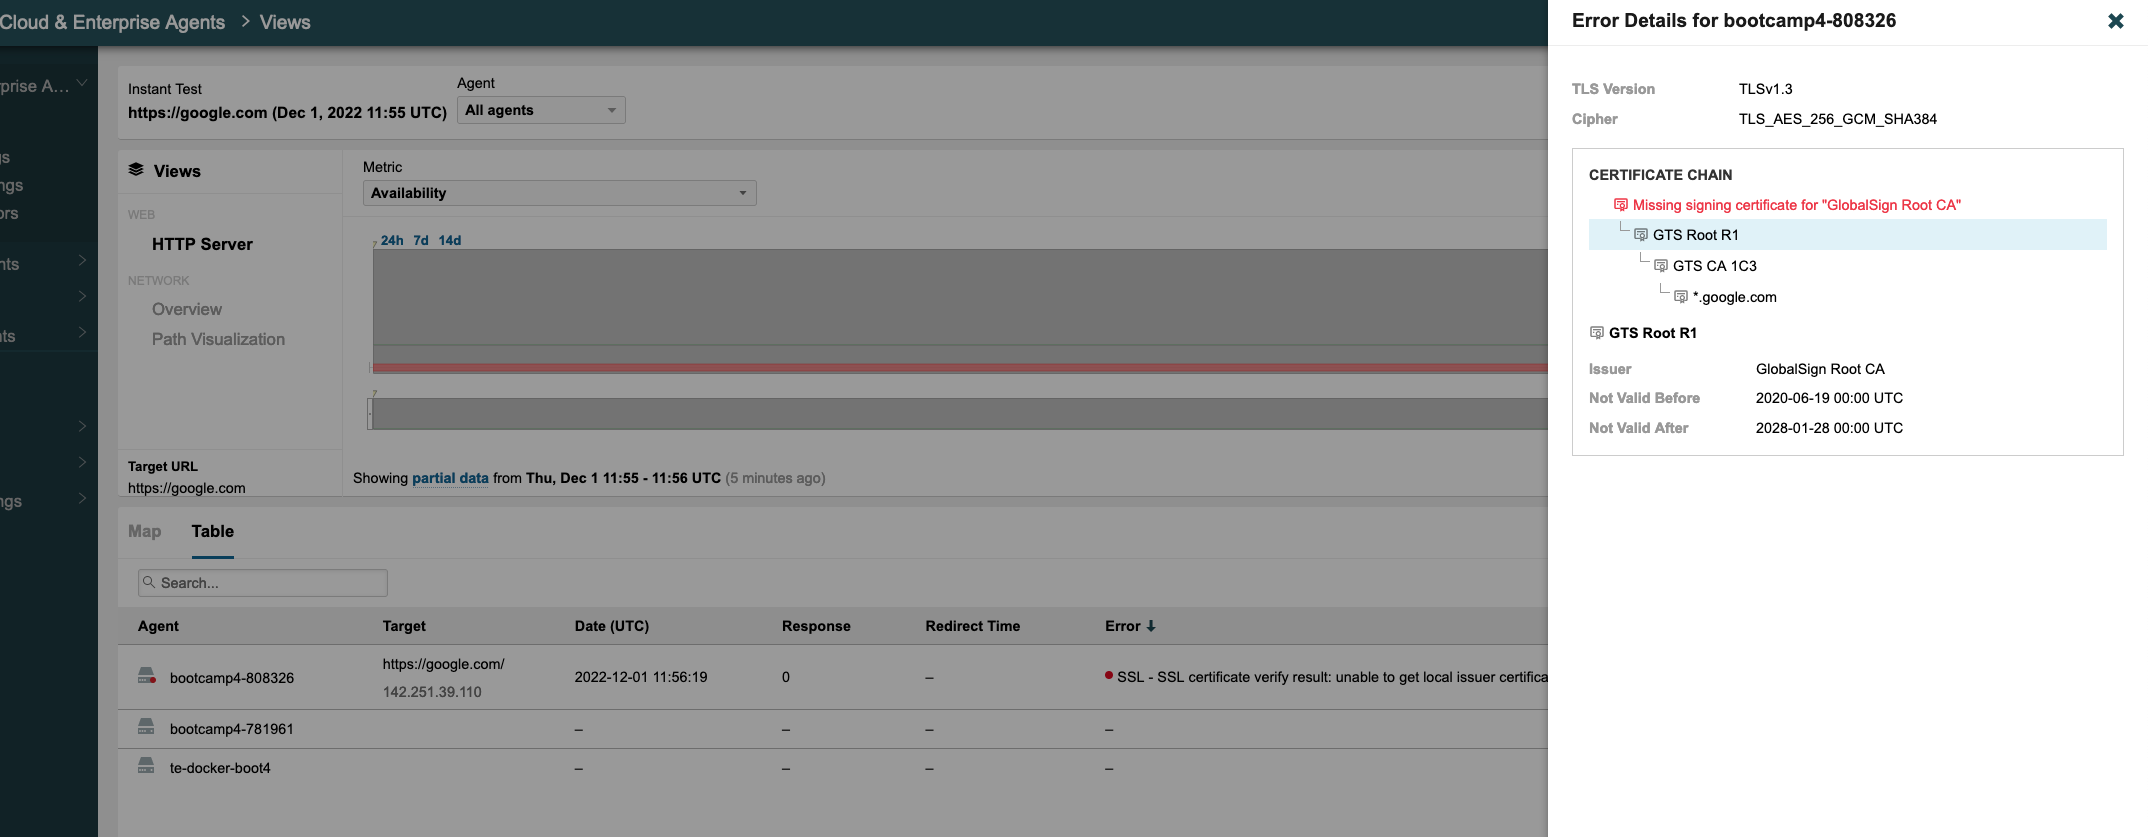 Cloud & Enterprise Agents > Views
rprise A...
gs
ngs
ors
nts
nts
ngs
Instant Test
https://google.com (Dec 1, 2022 11:55 UTC)
Agent
All agents
Views
WEB
HTTP Server
NETWORK
Overview
Path Visualization
Target URL
https://google.com
Metric
Availability
24h 7d 14d
Showing partial data from Thu, Dec 1 11:55 - 11:56 UTC (5 minutes ago)
Map Table
Search...
Agent Target Date (UTC) Response Redirect Time Error
bootcamp4-808326 https://google.com/ 142.251.39.110 2022-12-01 11:56:19 0 – SSL - SSL certificate verify result: unable to get local issuer certifica
bootcamp4-781961 – – – –
te-docker-boot4 – – – –
Error Details for bootcamp4-808326
TLS Version TLSv1.3
Cipher TLS_AES_256_GCM_SHA384
CERTIFICATE CHAIN
Missing signing certificate for "GlobalSign Root CA"
GTS Root R1
GTS CA 1C3
*.google.com
GTS Root R1
Issuer GlobalSign Root CA
Not Valid Before 2020-06-19 00:00 UTC
Not Valid After 2028-01-28 00:00 UTC